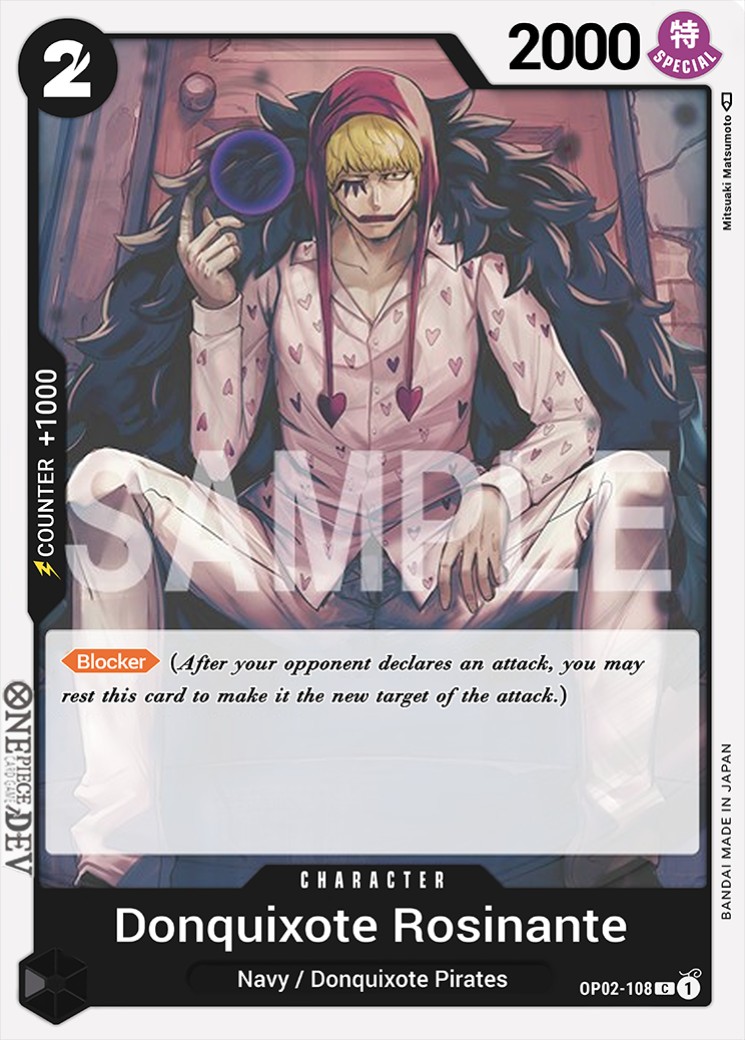 2
2000
特
SPECIAL
Mitsuaki Matsumoto
COUNTER +1000
SAMPLE
Blocker (After your opponent declares an attack, you may
rest this card to make it the new target of the attack.)
ONE PIECE
CARD GAME
DEV
BANDAI MADE IN JAPAN
CHARACTER
Donquixote Rosinante
Navy / Donquixote Pirates
OP02-108 C 1